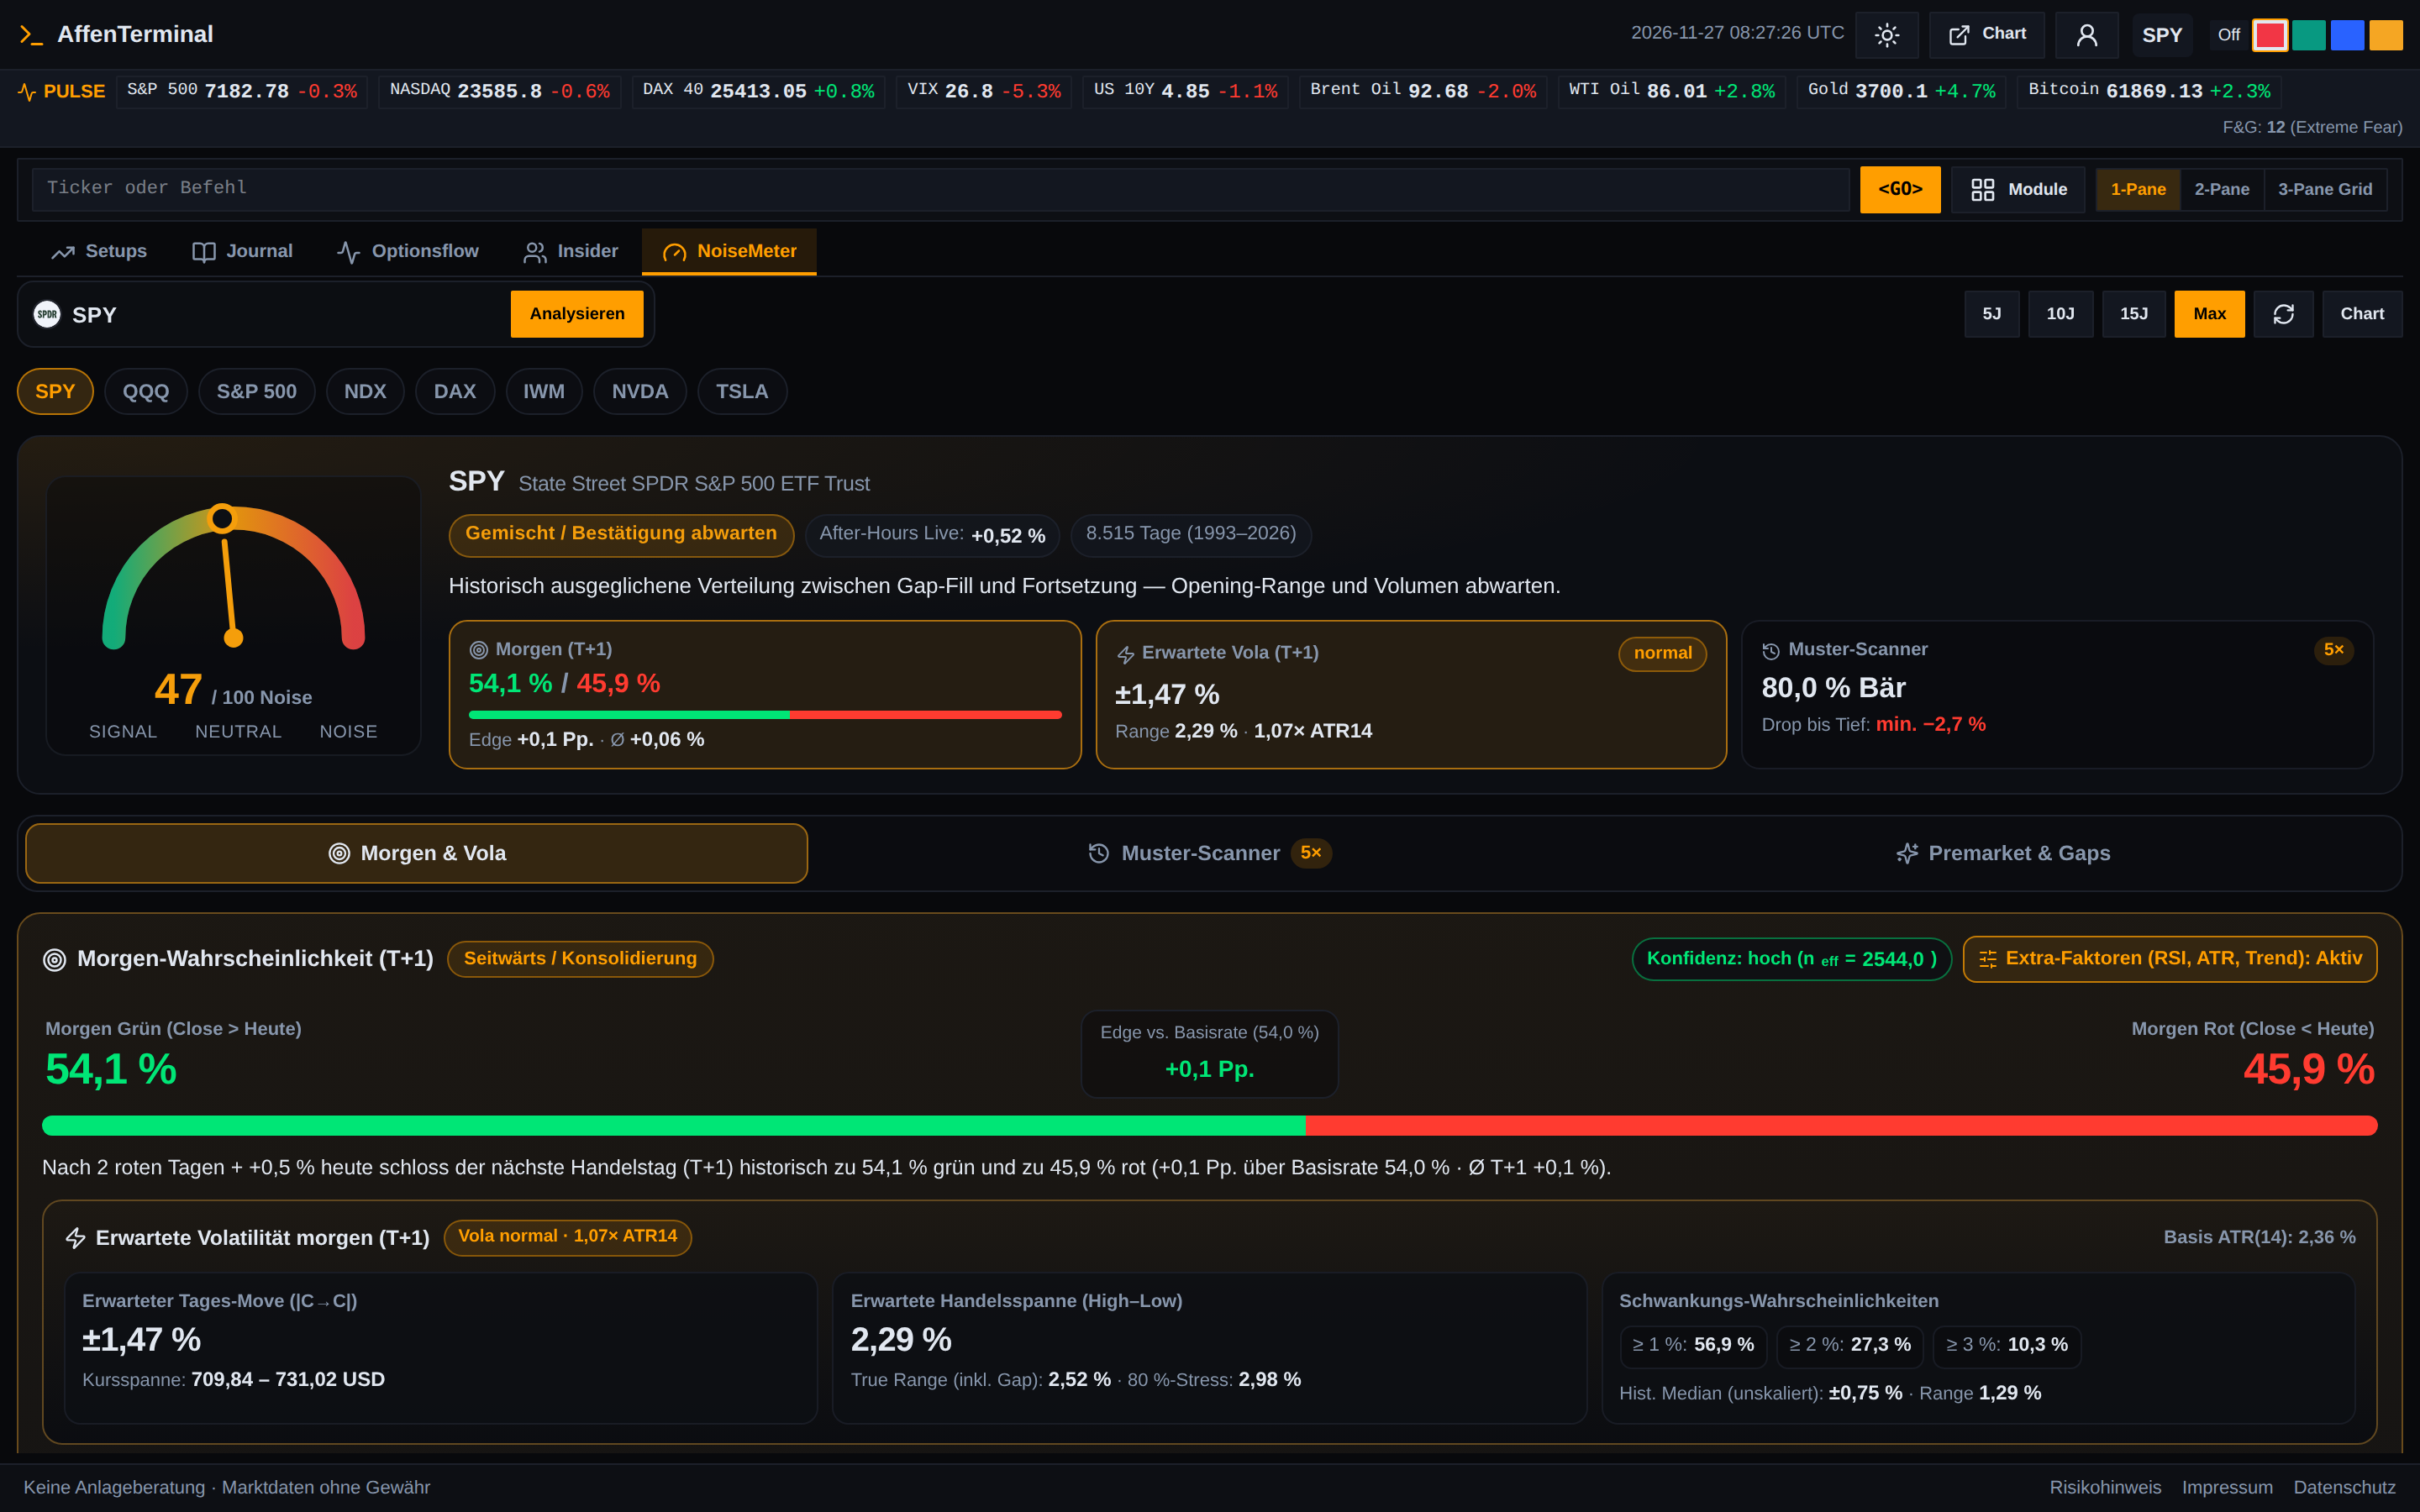 AffenTerminal
2026-11-27 08:27:26 UTC
Chart
SPY
Off
PULSE
S&P 500 7182.78 -0.3%
NASDAQ 23585.8 -0.6%
DAX 40 25413.05 +0.8%
VIX 26.8 -5.3%
US 10Y 4.85 -1.1%
Brent Oil 92.68 -2.0%
WTI Oil 86.01 +2.8%
Gold 3700.1 +4.7%
Bitcoin 61869.13 +2.3%
F&G: 12 (Extreme Fear)
Ticker oder Befehl
<GO>
Module
1-Pane
2-Pane
3-Pane Grid
Setups
Journal
Optionsflow
Insider
NoiseMeter
SPDR
SPY
Analysieren
5J
10J
15J
Max
Chart
SPY
QQQ
S&P 500
NDX
DAX
IWM
NVDA
TSLA
47 / 100 Noise
SIGNAL NEUTRAL NOISE
SPY State Street SPDR S&P 500 ETF Trust
Gemischt / Bestätigung abwarten
After-Hours Live: +0,52 %
8.515 Tage (1993–2026)
Historisch ausgeglichene Verteilung zwischen Gap-Fill und Fortsetzung — Opening-Range und Volumen abwarten.
Morgen (T+1)
54,1 % / 45,9 %
Edge +0,1 Pp. · Ø +0,06 %
Erwartete Vola (T+1)
normal
±1,47 %
Range 2,29 % · 1,07× ATR14
Muster-Scanner
5×
80,0 % Bär
Drop bis Tief: min. −2,7 %
Morgen & Vola
Muster-Scanner 5×
Premarket & Gaps
Morgen-Wahrscheinlichkeit (T+1)
Seitwärts / Konsolidierung
Konfidenz: hoch (n eff = 2544,0 )
Extra-Faktoren (RSI, ATR, Trend): Aktiv
Morgen Grün (Close > Heute)
54,1 %
Edge vs. Basisrate (54,0 %)
+0,1 Pp.
Morgen Rot (Close < Heute)
45,9 %
Nach 2 roten Tagen + +0,5 % heute schloss der nächste Handelstag (T+1) historisch zu 54,1 % grün und zu 45,9 % rot (+0,1 Pp. über Basisrate 54,0 % · Ø T+1 +0,1 %).
Erwartete Volatilität morgen (T+1)
Vola normal · 1,07× ATR14
Basis ATR(14): 2,36 %
Erwarteter Tages-Move (|C→C|)
±1,47 %
Kursspanne: 709,84 – 731,02 USD
Erwartete Handelsspanne (High–Low)
2,29 %
True Range (inkl. Gap): 2,52 % · 80 %-Stress: 2,98 %
Schwankungs-Wahrscheinlichkeiten
≥ 1 %: 56,9 %
≥ 2 %: 27,3 %
≥ 3 %: 10,3 %
Hist. Median (unskaliert): ±0,75 % · Range 1,29 %
Keine Anlageberatung · Marktdaten ohne Gewähr
Risikohinweis
Impressum
Datenschutz